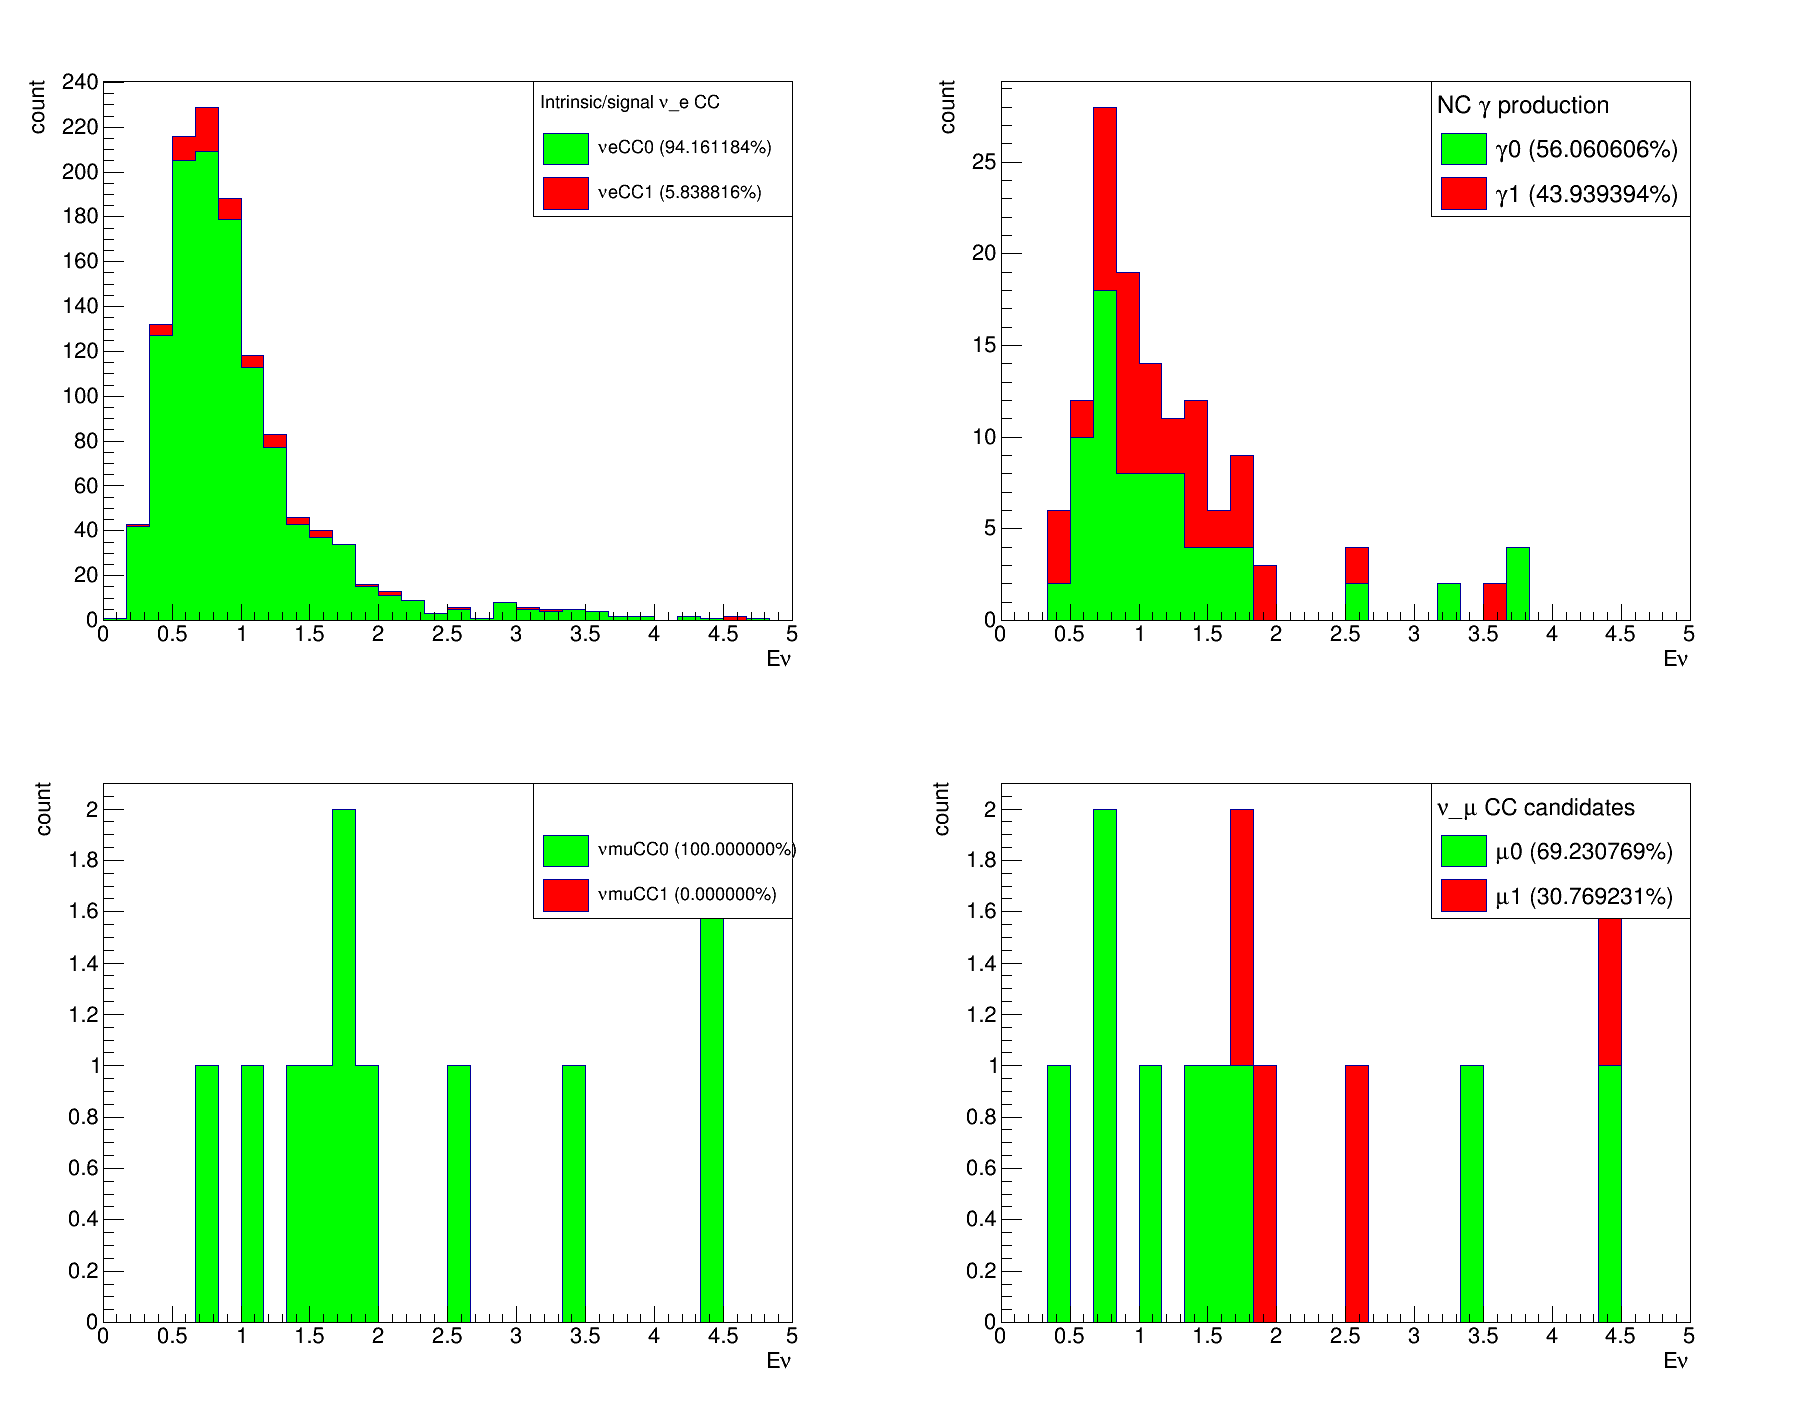 count
240
220
200
180
160
140
120
100
80
60
40
20
0
0 0.5 1 1.5 2 2.5 3 3.5 4 4.5 5
Eν
Intrinsic/signal ν_e CC
νeCC0 (94.161184%)
νeCC1 (5.838816%)
count
25
20
15
10
5
0
0 0.5 1 1.5 2 2.5 3 3.5 4 4.5 5
Eν
NC γ production
γ0 (56.060606%)
γ1 (43.939394%)
count
2
1.8
1.6
1.4
1.2
1
0.8
0.6
0.4
0.2
0
0 0.5 1 1.5 2 2.5 3 3.5 4 4.5 5
Eν
νmuCC0 (100.000000%)
νmuCC1 (0.000000%)
count
2
1.8
1.6
1.4
1.2
1
0.8
0.6
0.4
0.2
0
0 0.5 1 1.5 2 2.5 3 3.5 4 4.5 5
Eν
ν_μ CC candidates
μ0 (69.230769%)
μ1 (30.769231%)